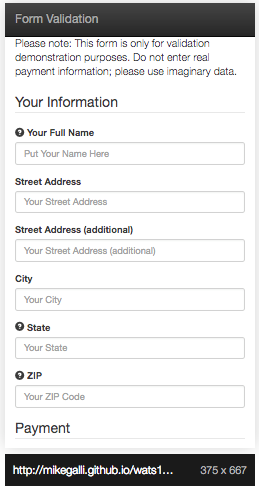 Form Validation
Please note: This form is only for validation
demonstration purposes. Do not enter real
payment information; please use imaginary data.
Your Information
? Your Full Name
Put Your Name Here
Street Address
Your Street Address
Street Address (additional)
Your Street Address (additional)
City
Your City
? State
Your State
? ZIP
Your ZIP Code
Payment
http://mikegalli.github.io/wats1... 375 x 667